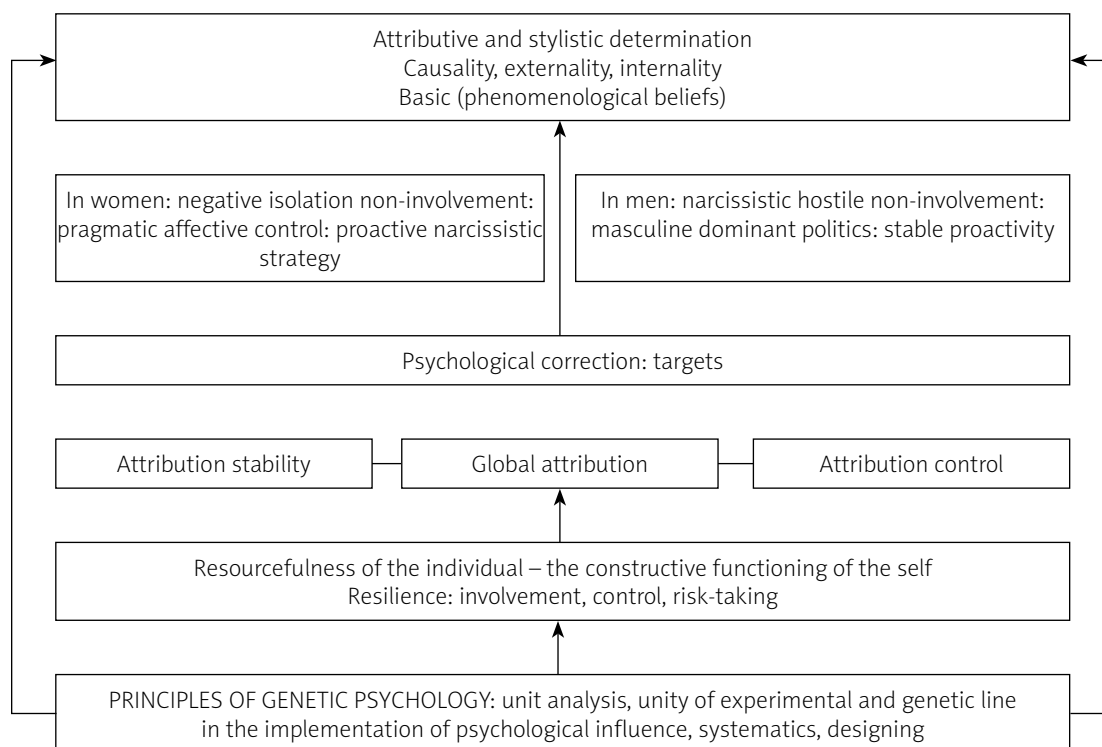 Attributive and stylistic determination
Causality, externality, internality
Basic (phenomenological beliefs)
In women: negative isolation non-involvement:
pragmatic affective control: proactive narcissistic
strategy
In men: narcissistic hostile non-involvement:
masculine dominant politics: stable proactivity
Psychological correction: targets
Attribution stability
Global attribution
Attribution control
Resourcefulness of the individual – the constructive functioning of the self
Resilience: involvement, control, risk-taking
PRINCIPLES OF GENETIC PSYCHOLOGY: unit analysis, unity of experimental and genetic line
in the implementation of psychological influence, systematics, designing